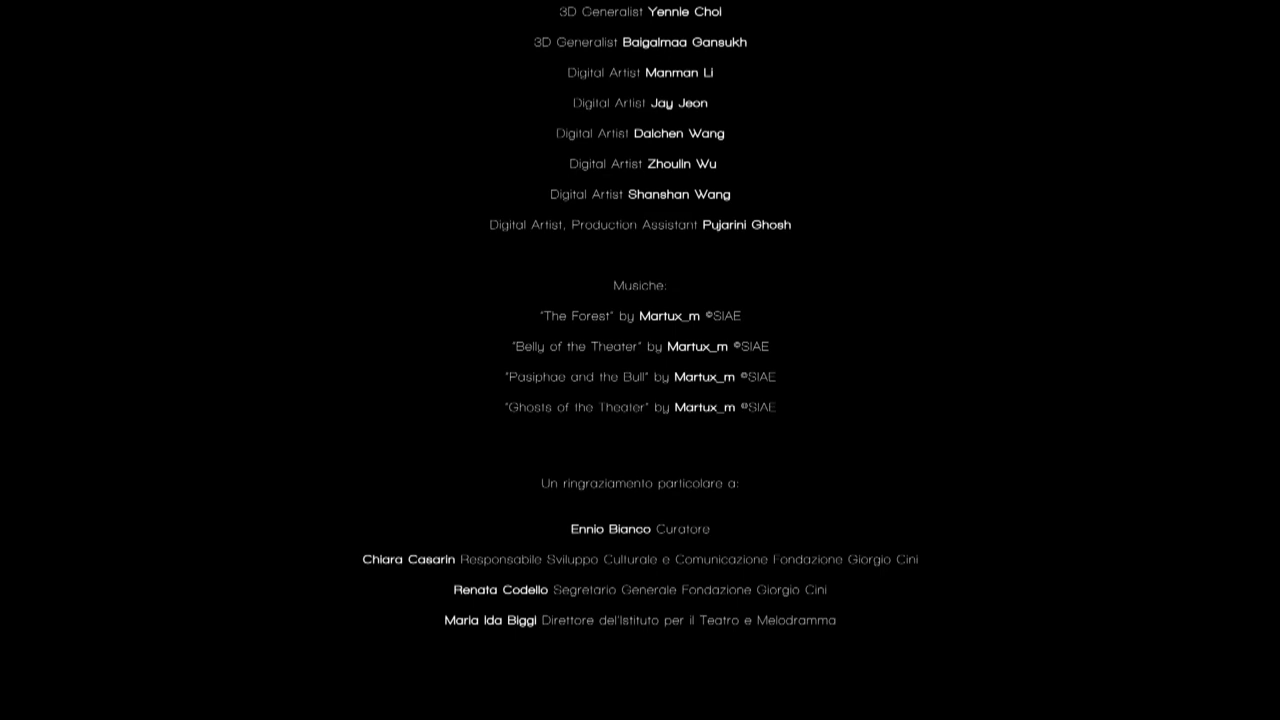 3D Generalist Yennie Choi
3D Generalist Baigalmaa Gansukh
Digital Artist Manman Li
Digital Artist Jay Jeon
Digital Artist Daichen Wang
Digital Artist Zhoulin Wu
Digital Artist Shanshan Wang
Digital Artist, Production Assistant Pujarini Ghosh
Musiche:
"The Forest" by Martux_m ©SIAE
"Belly of the Theater" by Martux_m ©SIAE
"Pasiphae and the Bull" by Martux_m ©SIAE
"Ghosts of the Theater" by Martux_m ©SIAE
Un ringraziamento particolare a:
Ennio Bianco Curatore
Chiara Casarin Responsabile Sviluppo Culturale e Comunicazione Fondazione Giorgio Cini
Renata Codello Segretario Generale Fondazione Giorgio Cini
Maria Ida Biggi Direttore del'Istituto per il Teatro e Melodramma